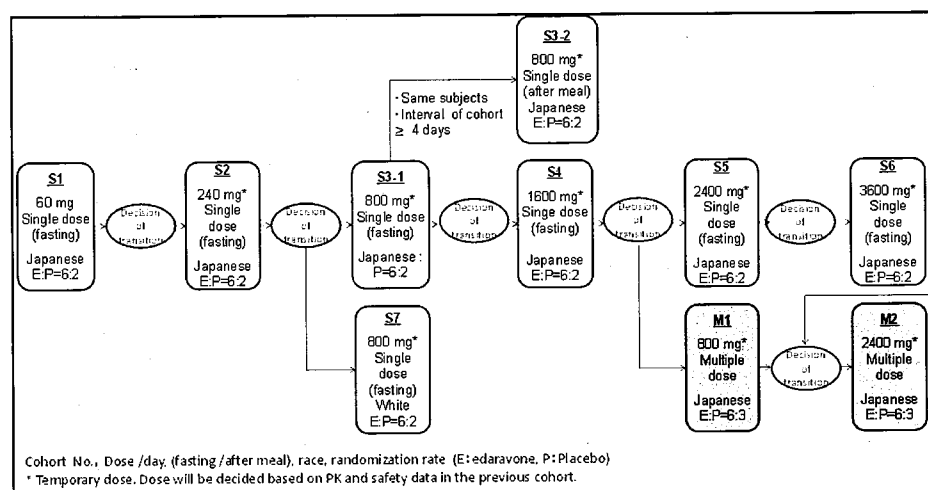 S3-2
800 mg*
Single dose
(after meal)
Japanese
E:P=6:2
·Same subjects
·Interval of cohort
≥ 4 days
S1
60 mg
Single dose
(fasting)
Japanese
E:P=6:2
Decision
of
transition
S2
240 mg*
Single
dose
(fasting)
Japanese
E:P=6:2
Decision
of
transition
S3-1
800 mg*
Single dose
(fasting)
Japanese :
P=6:2
Decision
of
transition
S4
1600 mg*
Singe dose
(fasting)
Japanese
E:P=6:2
Decision
of
transition
S5
2400 mg*
Single
dose
(fasting)
Japanese
E:P=6:2
Decision
of
transition
S6
3600 mg*
Single
dose
(fasting)
Japanese
E:P=6:2
S7
800 mg*
Single
dose
(fasting)
White
E:P=6:2
M1
800 mg*
Multiple
dose
Japanese
E:P=6:3
Decision
of
transition
M2
2400 mg*
Multiple
dose
Japanese
E:P=6:3
Cohort No., Dose /day, (fasting /after meal), race, randomization rate (E:edaravone, P:Placebo)
* Temporary dose. Dose will be decided based on PK and safety data in the previous cohort.